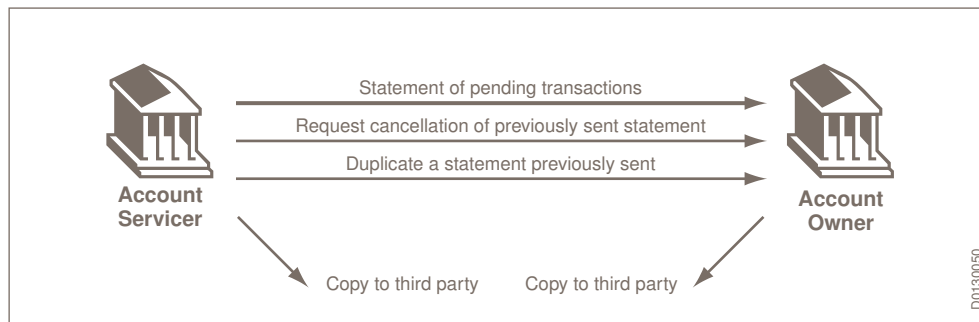 Statement of pending transactions
Request cancellation of previously sent statement
Duplicate a statement previously sent
Account
Servicer
Account
Owner
Copy to third party
Copy to third party
D0130050